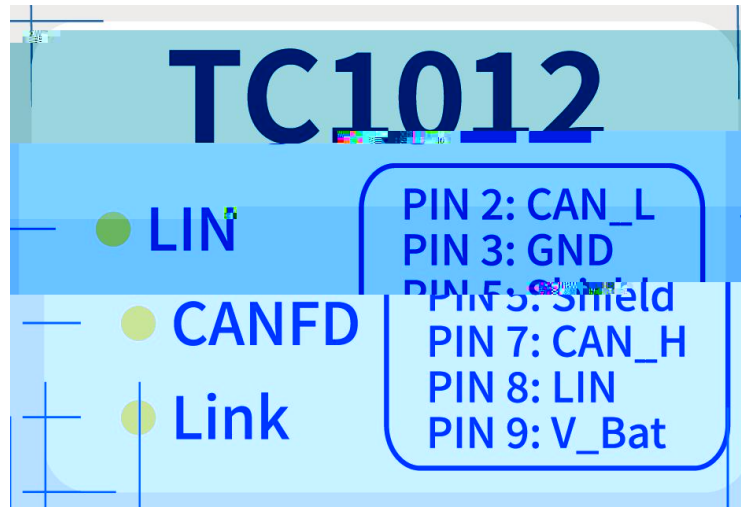 TC1012
LIN
CANFD
Link
PIN 2: CAN_L
PIN 3: GND
PIN 5: Shield
PIN 7: CAN_H
PIN 8: LIN
PIN 9: V_Bat